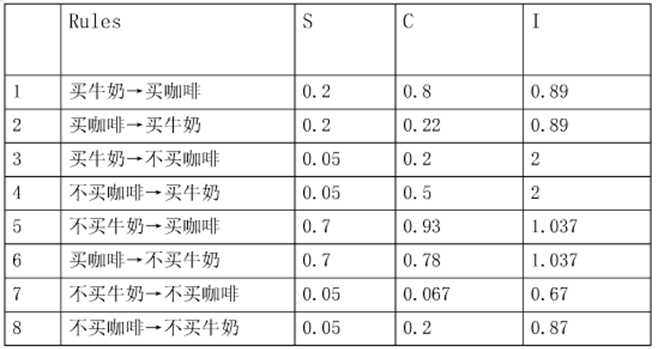 Rules S C I
1 买牛奶→买咖啡 0.2 0.8 0.89
2 买咖啡→买牛奶 0.2 0.22 0.89
3 买牛奶→不买咖啡 0.05 0.2 2
4 不买咖啡→买牛奶 0.05 0.5 2
5 不买牛奶→买咖啡 0.7 0.93 1.037
6 买咖啡→不买牛奶 0.7 0.78 1.037
7 不买牛奶→不买咖啡 0.05 0.067 0.67
8 不买咖啡→不买牛奶 0.05 0.2 0.87